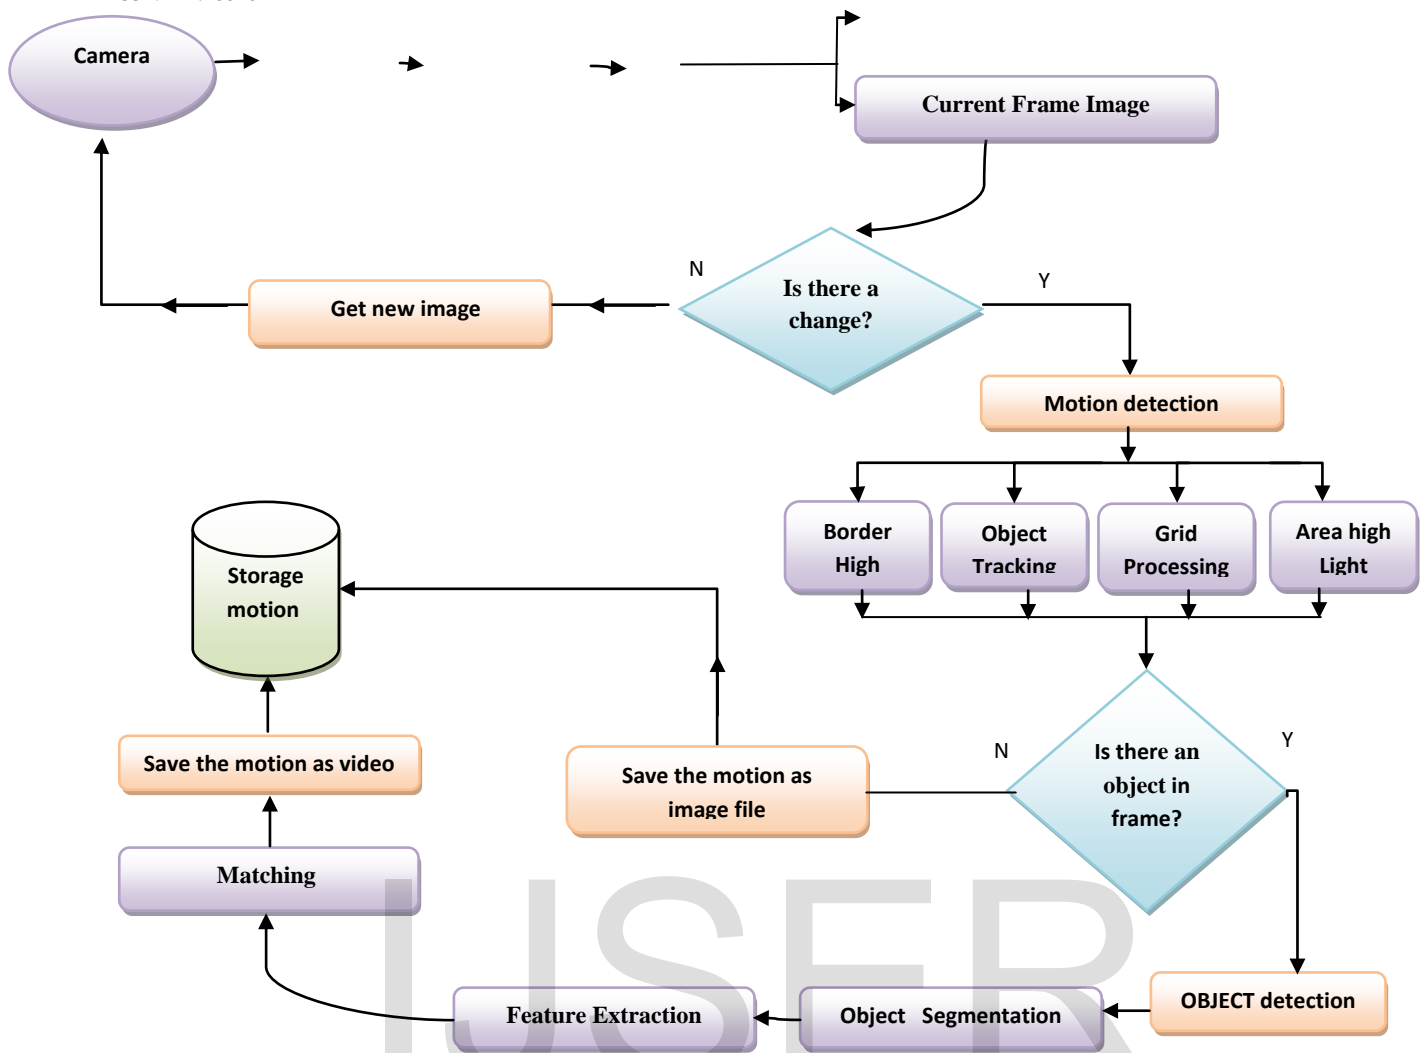 Camera
Current Frame Image
N
Is there a
change?
Y
Get new image
Motion detection
Border
High
Object
Tracking
Grid
Processing
Area high
Light
Storage
motion
Save the motion as video
Save the motion as
image file
N
Is there an
object in
frame?
Y
Matching
OBJECT detection
Object Segmentation
Feature Extraction
IJSER